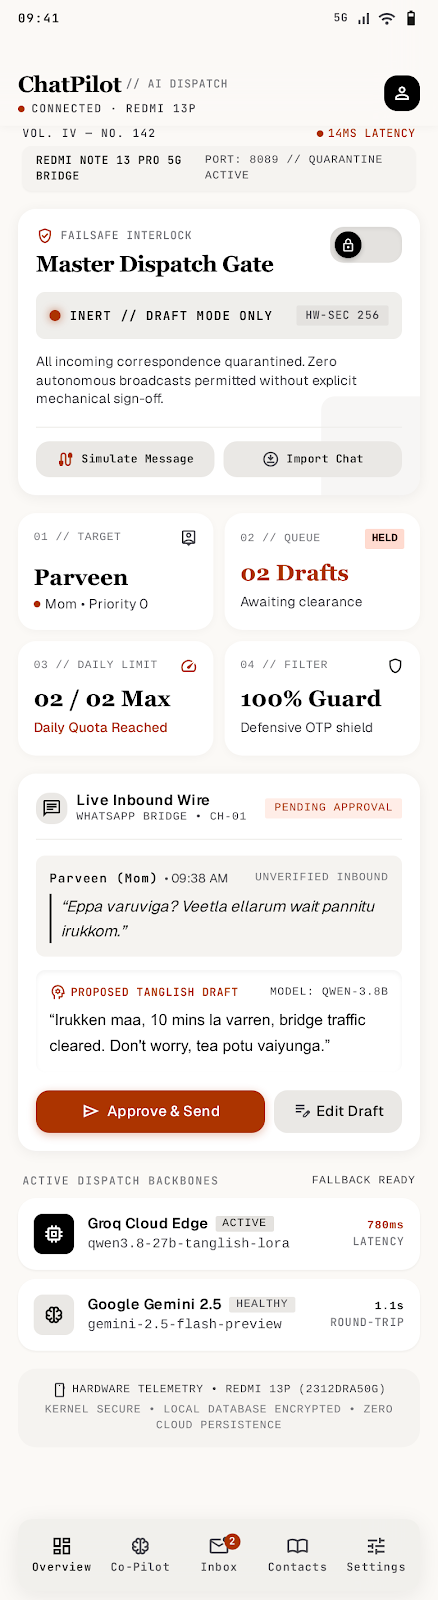 09:41
5G
ChatPilot // AI DISPATCH
CONNECTED · REDMI 13P
VOL. IV — NO. 142
14MS LATENCY
REDMI NOTE 13 PRO 5G
BRIDGE
PORT: 8089 // QUARANTINE
ACTIVE
FAILSAFE INTERLOCK
Master Dispatch Gate
INERT // DRAFT MODE ONLY
HW-SEC 256
All incoming correspondence quarantined. Zero
autonomous broadcasts permitted without explicit
mechanical sign-off.
Simulate Message
Import Chat
01 // TARGET
Parveen
Mom • Priority 0
02 // QUEUE
HELD
02 Drafts
Awaiting clearance
03 // DAILY LIMIT
02 / 02 Max
Daily Quota Reached
04 // FILTER
100% Guard
Defensive OTP shield
Live Inbound Wire
WHATSAPP BRIDGE • CH-01
PENDING APPROVAL
Parveen (Mom) • 09:38 AM
UNVERIFIED INBOUND
“Eppa varuviga? Veetla ellarum wait pannitu
irukkom.”
PROPOSED TANGLISH DRAFT
MODEL: QWEN-3.8B
“Irukken maa, 10 mins la varren, bridge traffic
cleared. Don't worry, tea potu vaiyunga.”
Approve & Send
Edit Draft
ACTIVE DISPATCH BACKBONES
FALLBACK READY
Groq Cloud Edge ACTIVE
qwen3.8-27b-tanglish-lora
780ms
LATENCY
Google Gemini 2.5 HEALTHY
gemini-2.5-flash-preview
1.1s
ROUND-TRIP
HARDWARE TELEMETRY • REDMI 13P (2312DRA50G)
KERNEL SECURE • LOCAL DATABASE ENCRYPTED • ZERO
CLOUD PERSISTENCE
2
Overview
Co-Pilot
Inbox
Contacts
Settings